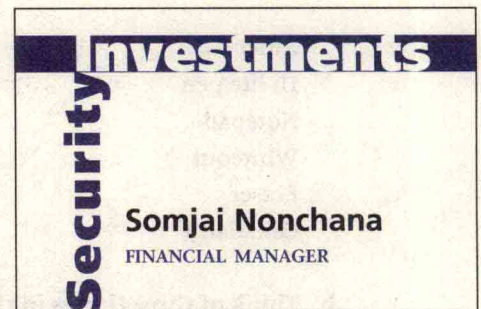 Security
Investments
Somjai Nonchana
FINANCIAL MANAGER